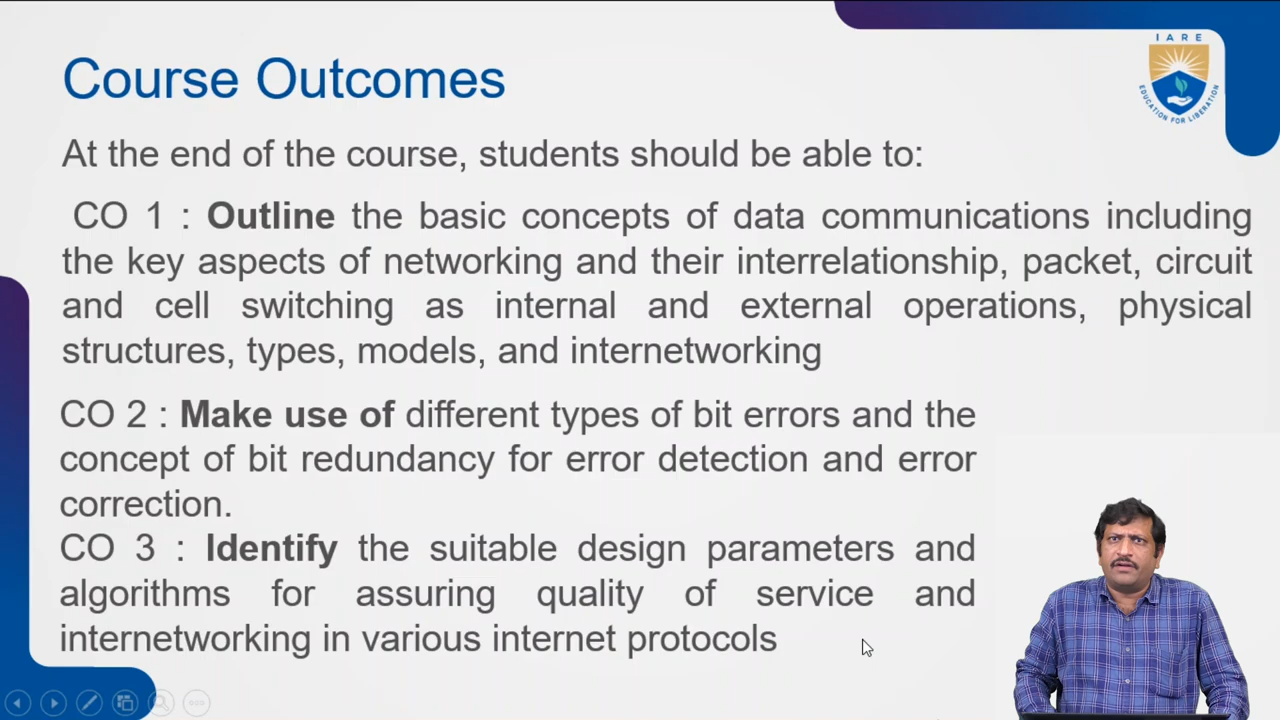 IARE
EDUCATION FOR LIBERATION
Course Outcomes
At the end of the course, students should be able to:
CO 1 : Outline the basic concepts of data communications including
the key aspects of networking and their interrelationship, packet, circuit
and cell switching as internal and external operations, physical
structures, types, models, and internetworking
CO 2 : Make use of different types of bit errors and the
concept of bit redundancy for error detection and error
correction.
CO 3 : Identify the suitable design parameters and
algorithms for assuring quality of service and
internetworking in various internet protocols